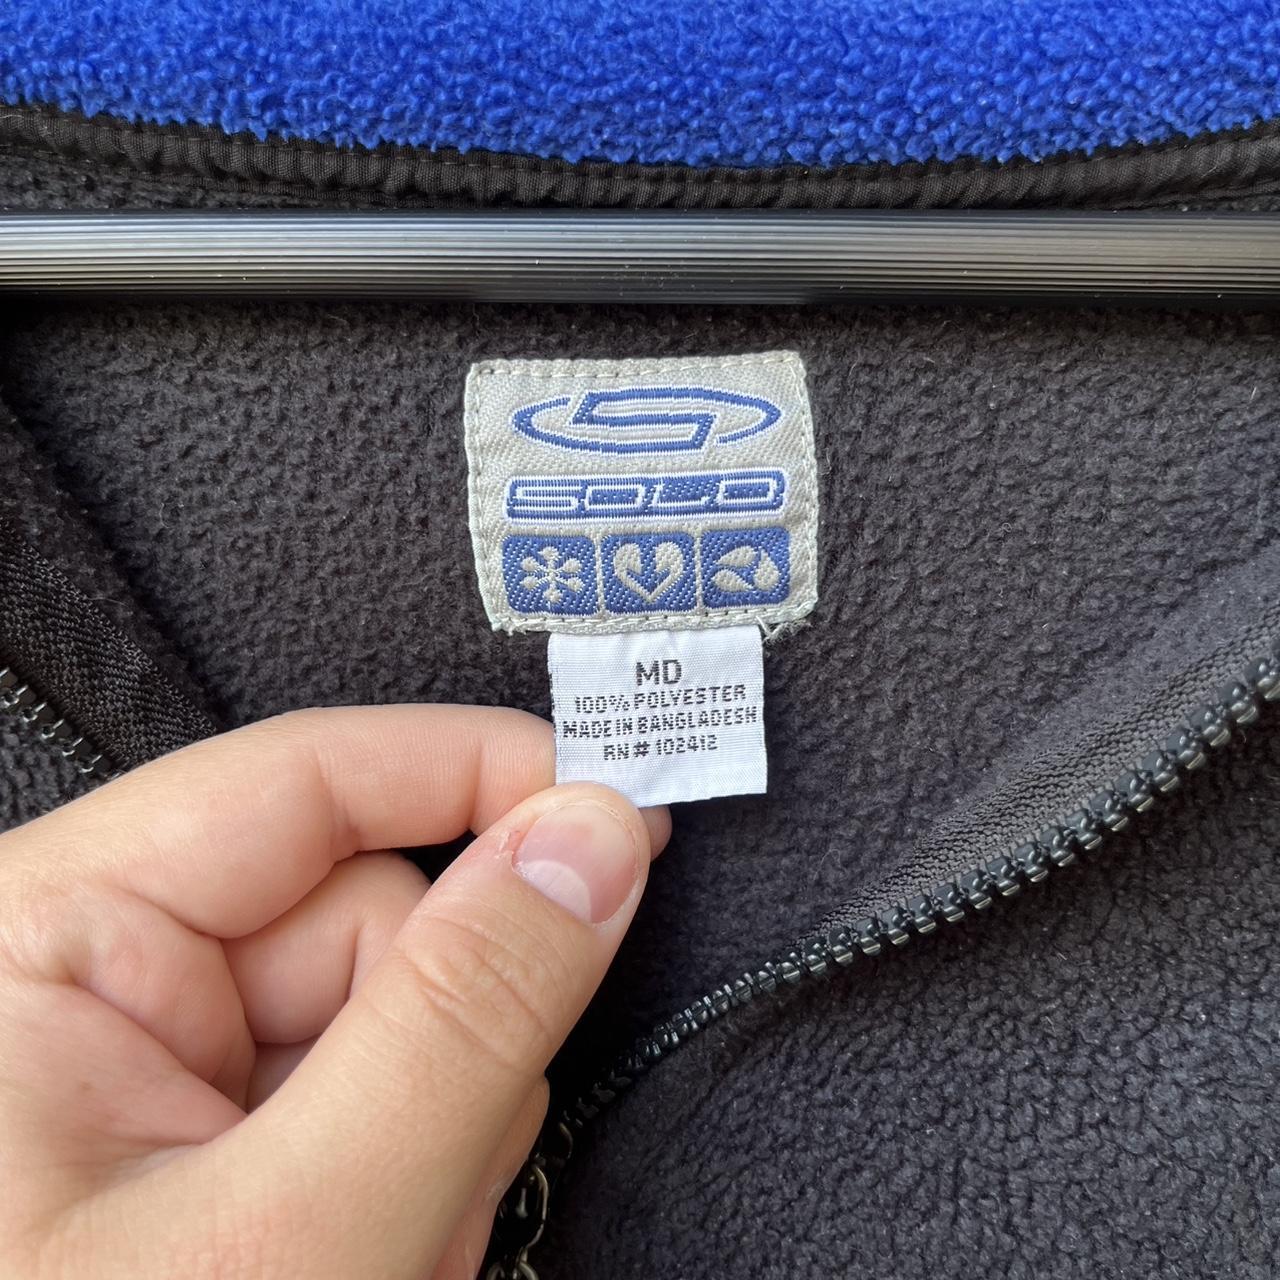 SOLO
MD
100% POLYESTER
MADE IN BANGLADESH
RN # 102412